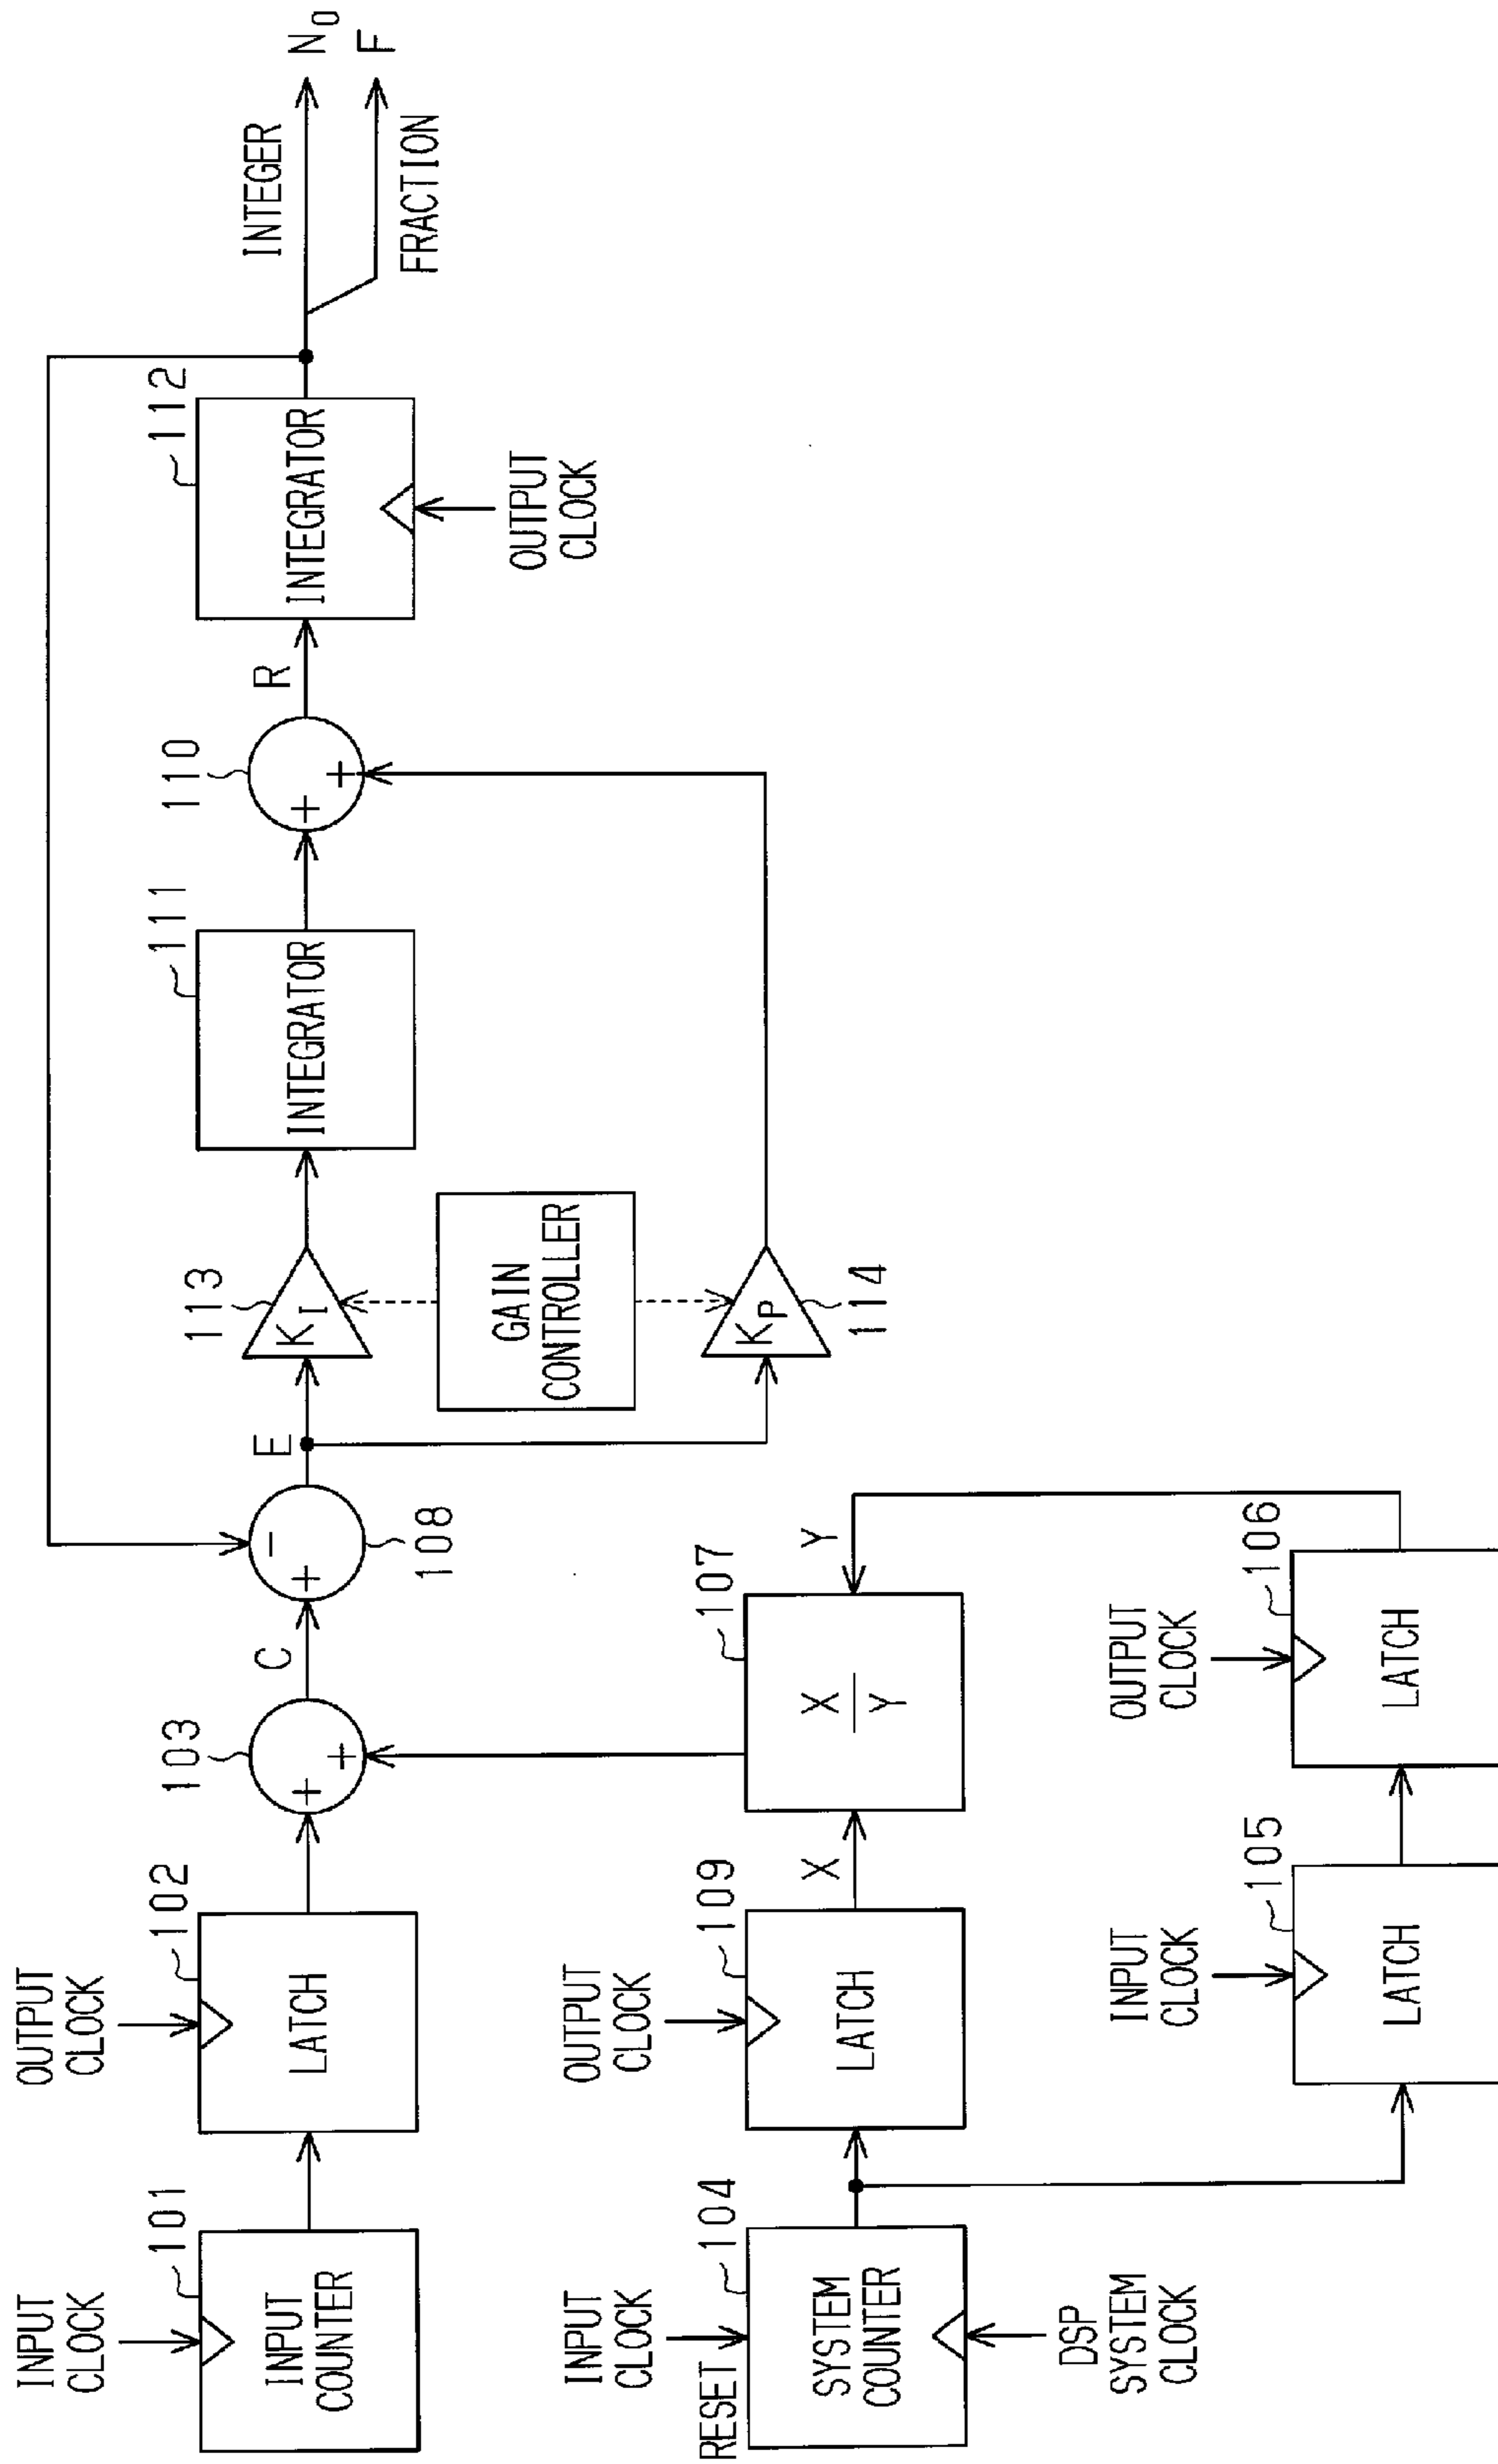 INPUT
CLOCK
101
INPUT
COUNTER
OUTPUT
CLOCK
102
LATCH
103
+
+
C
108
+
-
E
113
K I
111
INTEGRATOR
110
+
+
R
112
INTEGRATOR
OUTPUT
CLOCK
INTEGER
N0
FRACTION
F
GAIN
CONTROLLER
KP
114
INPUT
CLOCK
RESET
104
SYSTEM
COUNTER
DSP
SYSTEM
CLOCK
OUTPUT
CLOCK
109
LATCH
X
107
X
Y
Y
INPUT
CLOCK
105
LATCH
OUTPUT
CLOCK
106
LATCH